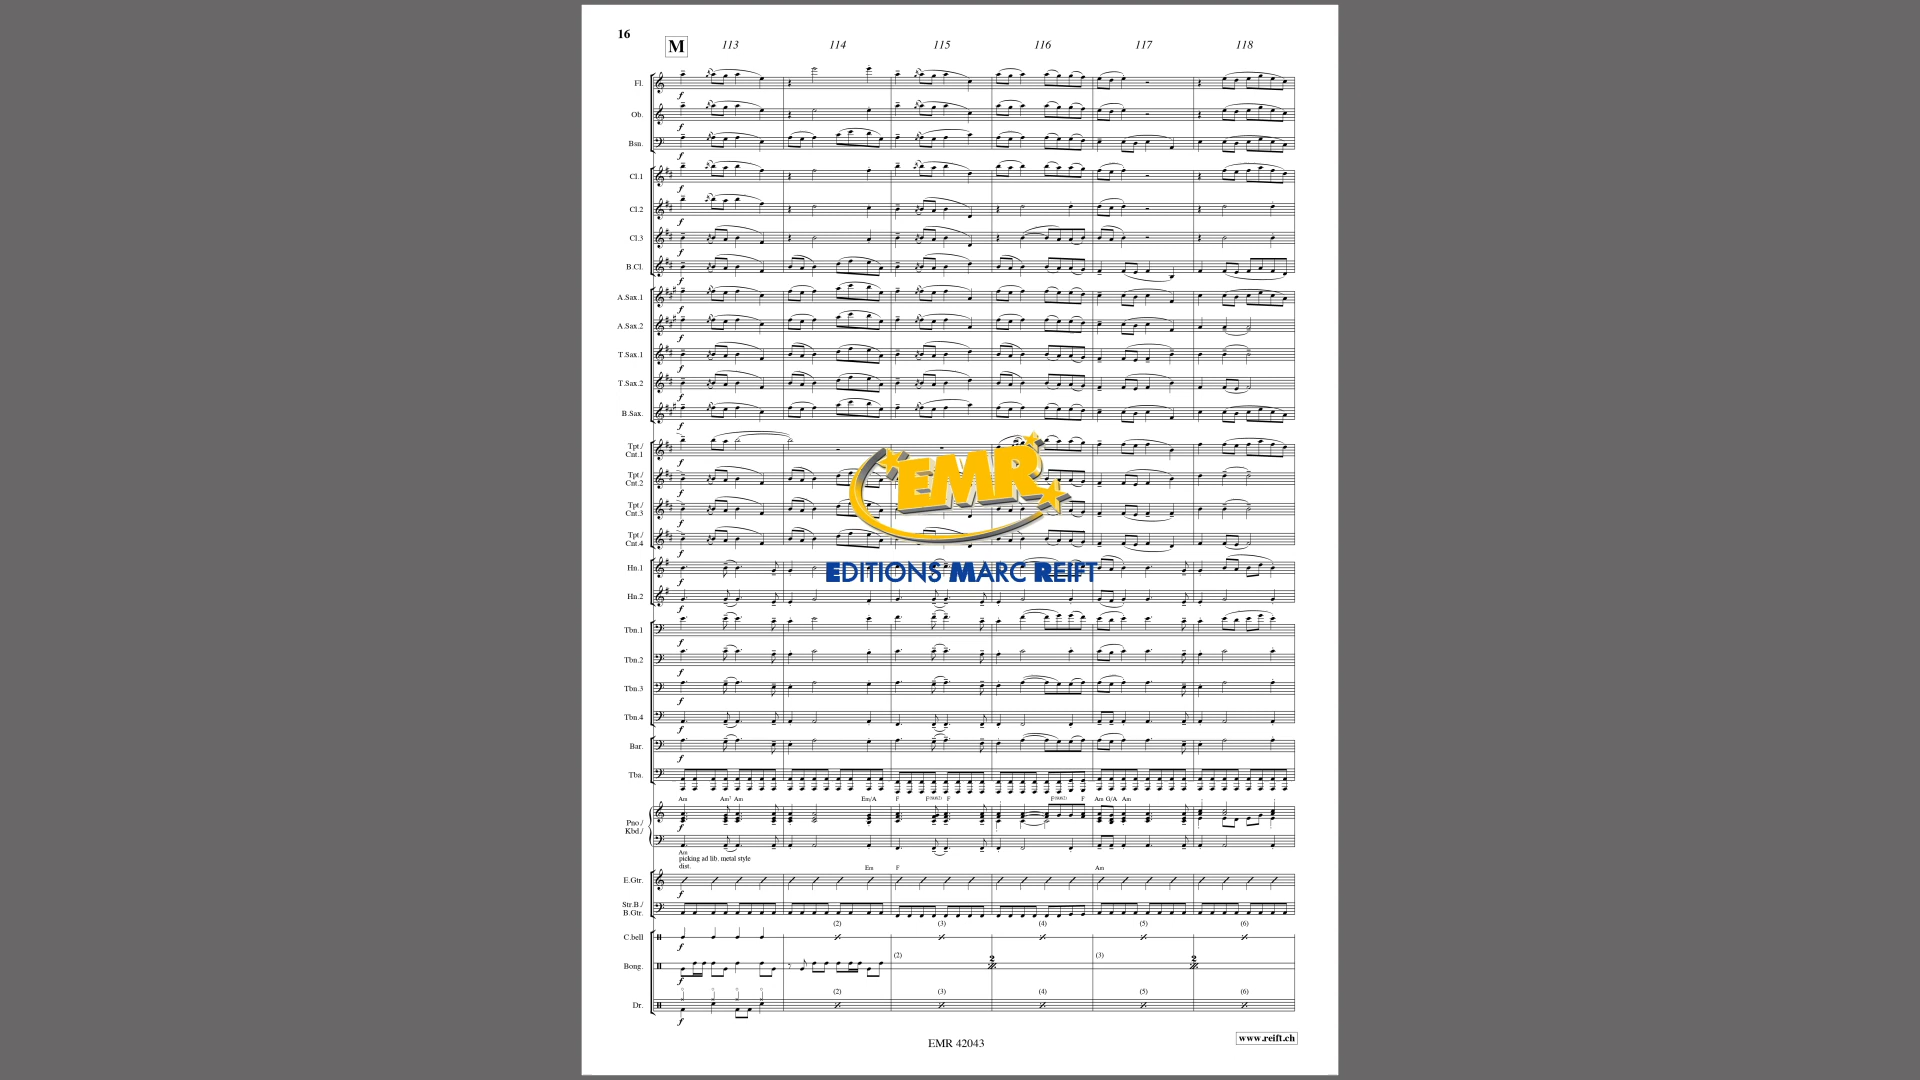 16
M 113 114 115 116 117 118
Fl.
f
Ob.
f
Bsn.
f
Cl.1
f
Cl.2
f
Cl.3
f
B.Cl.
f
A.Sax.1
f
A.Sax.2
f
T.Sax.1
f
T.Sax.2
f
B.Sax.
f
Tpt./
Cnt.1
f
Tpt./
Cnt.2
f
Tpt./
Cnt.3
f
Tpt./
Cnt.4
f
EMR
EDITIONS MARC REIFT
Hn.1
f
Hn.2
f
Tbn.1
f
Tbn.2
f
Tbn.3
f
Tbn.4
f
Bar.
f
Tba.
Am Am7 Am Em/A F F(sus2) F F(sus2) F Am G/A Am
Pno./
Kbd./
f
Am
picking ad lib. metal style
dist.
Em F Am
E.Gtr.
f
Str.B./
B.Gtr.
(2) (3) (4) (5) (6)
C.bell
f
(2) 2 (3) 2
Bong.
f
(2) (3) (4) (5) (6)
Dr.
f
EMR 42043
www.reift.ch